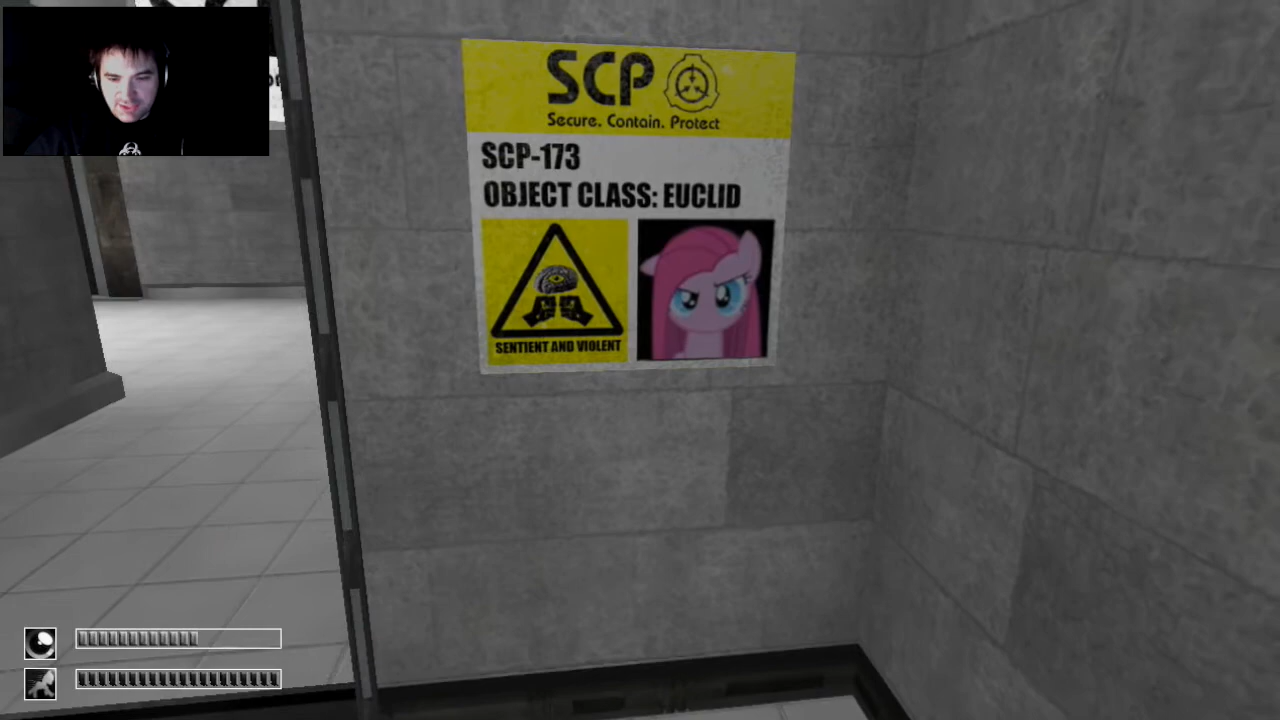 SCP
Secure. Contain. Protect
SCP-173
OBJECT CLASS: EUCLID
SENTIENT AND VIOLENT